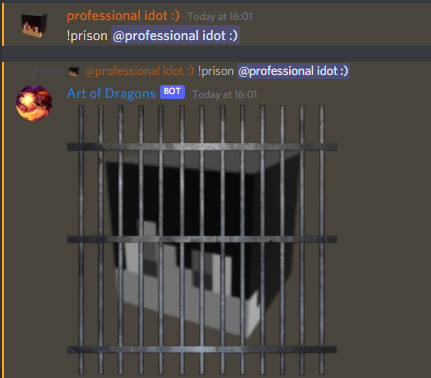 professional idot :) Today at 16:01
!prison @professional idot :)
@professional idot :) !prison @professional idot :)
Art of Dragons BOT Today at 16:01